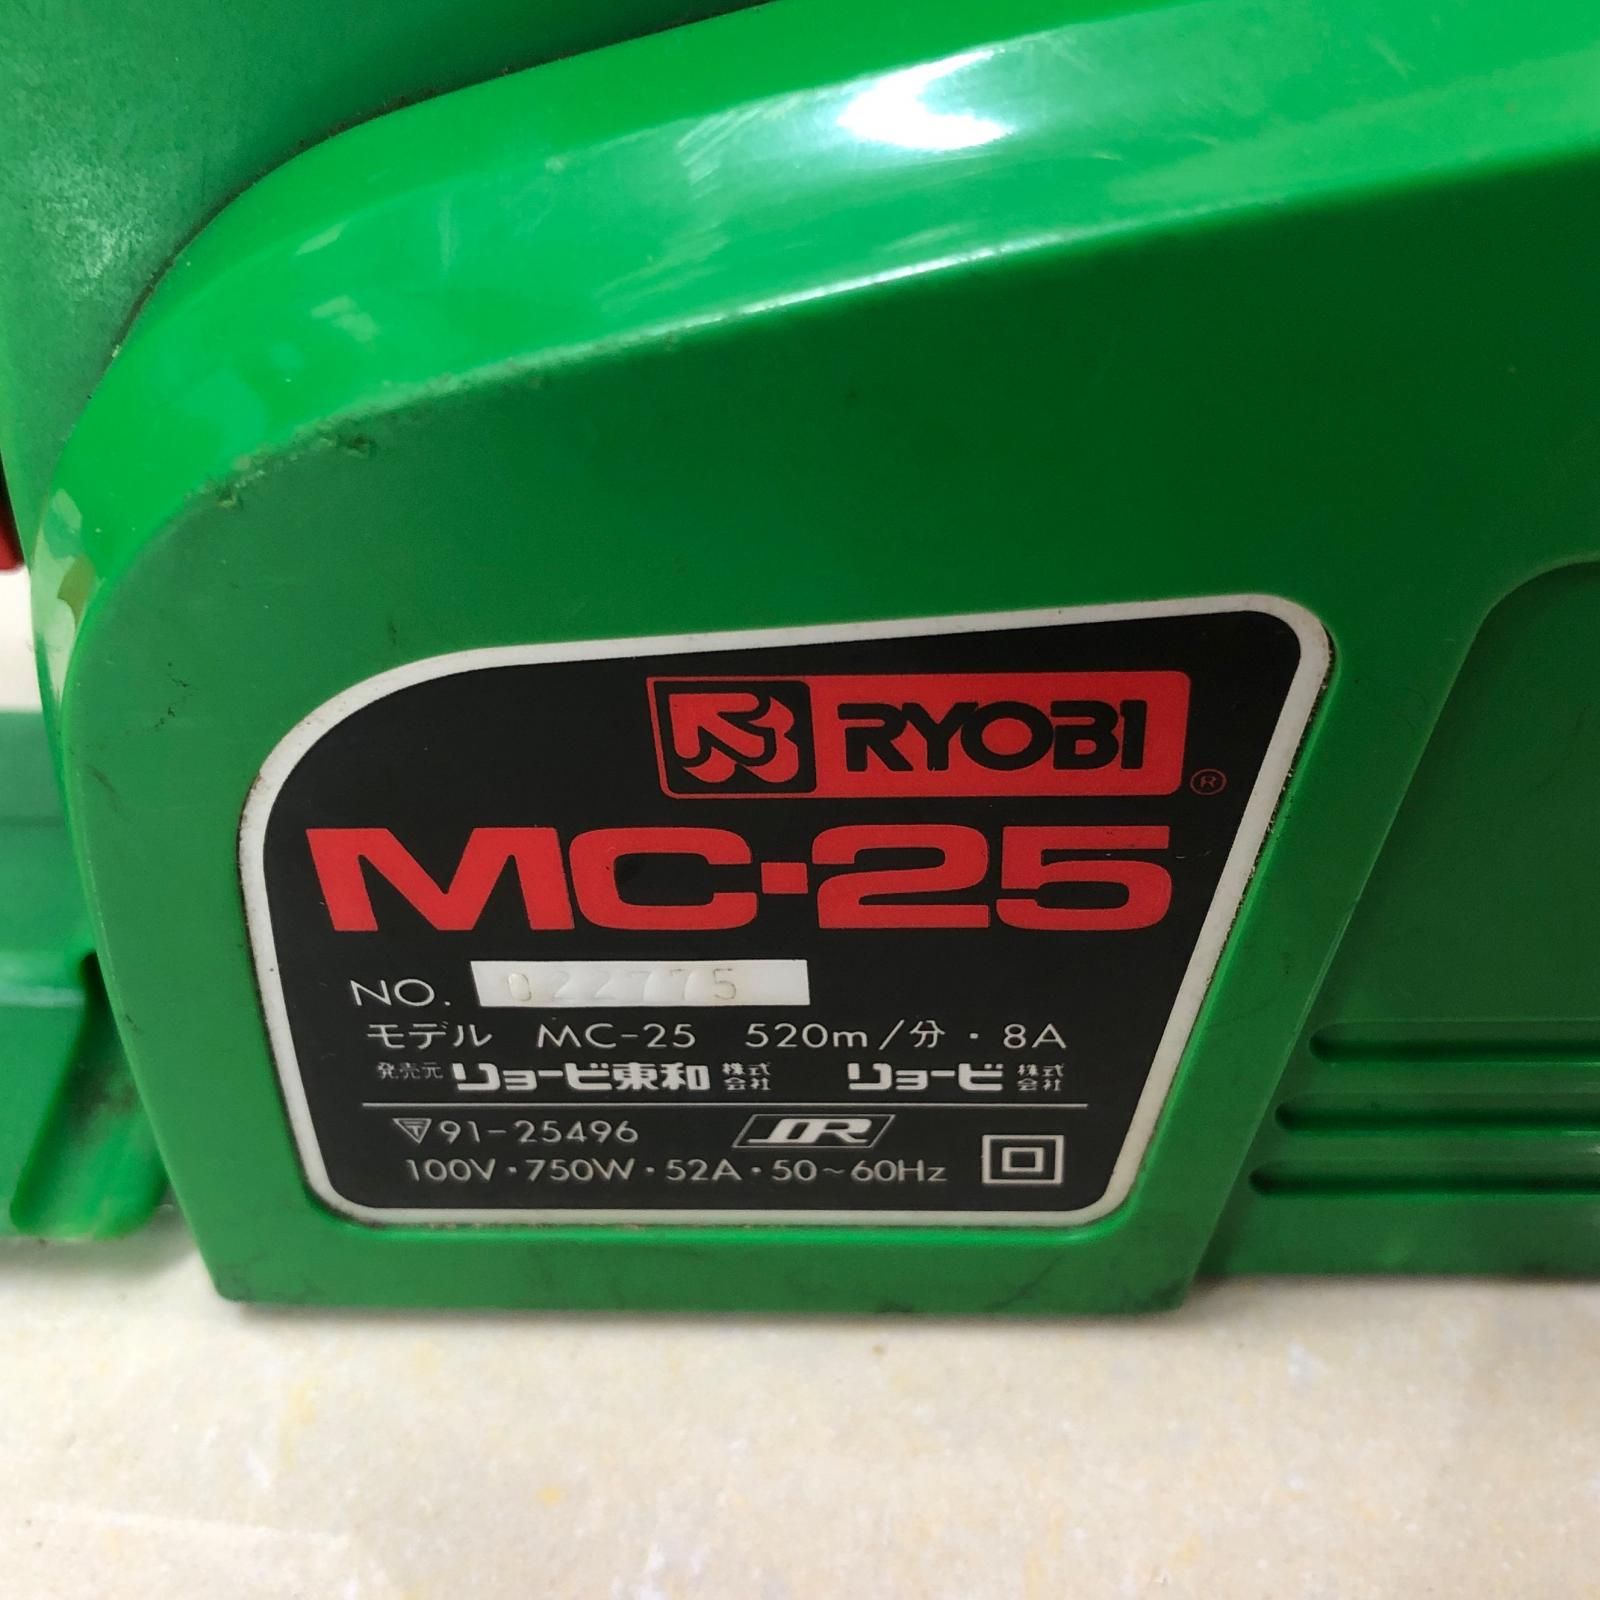 RYOBI ®
MC-25
NO. 022775
モデル MC-25 520m/分・8A
発売元 リョービ東和株式会社 リョービ株式会社
〒91-25496 JR
100V・750W・52A・50~60Hz